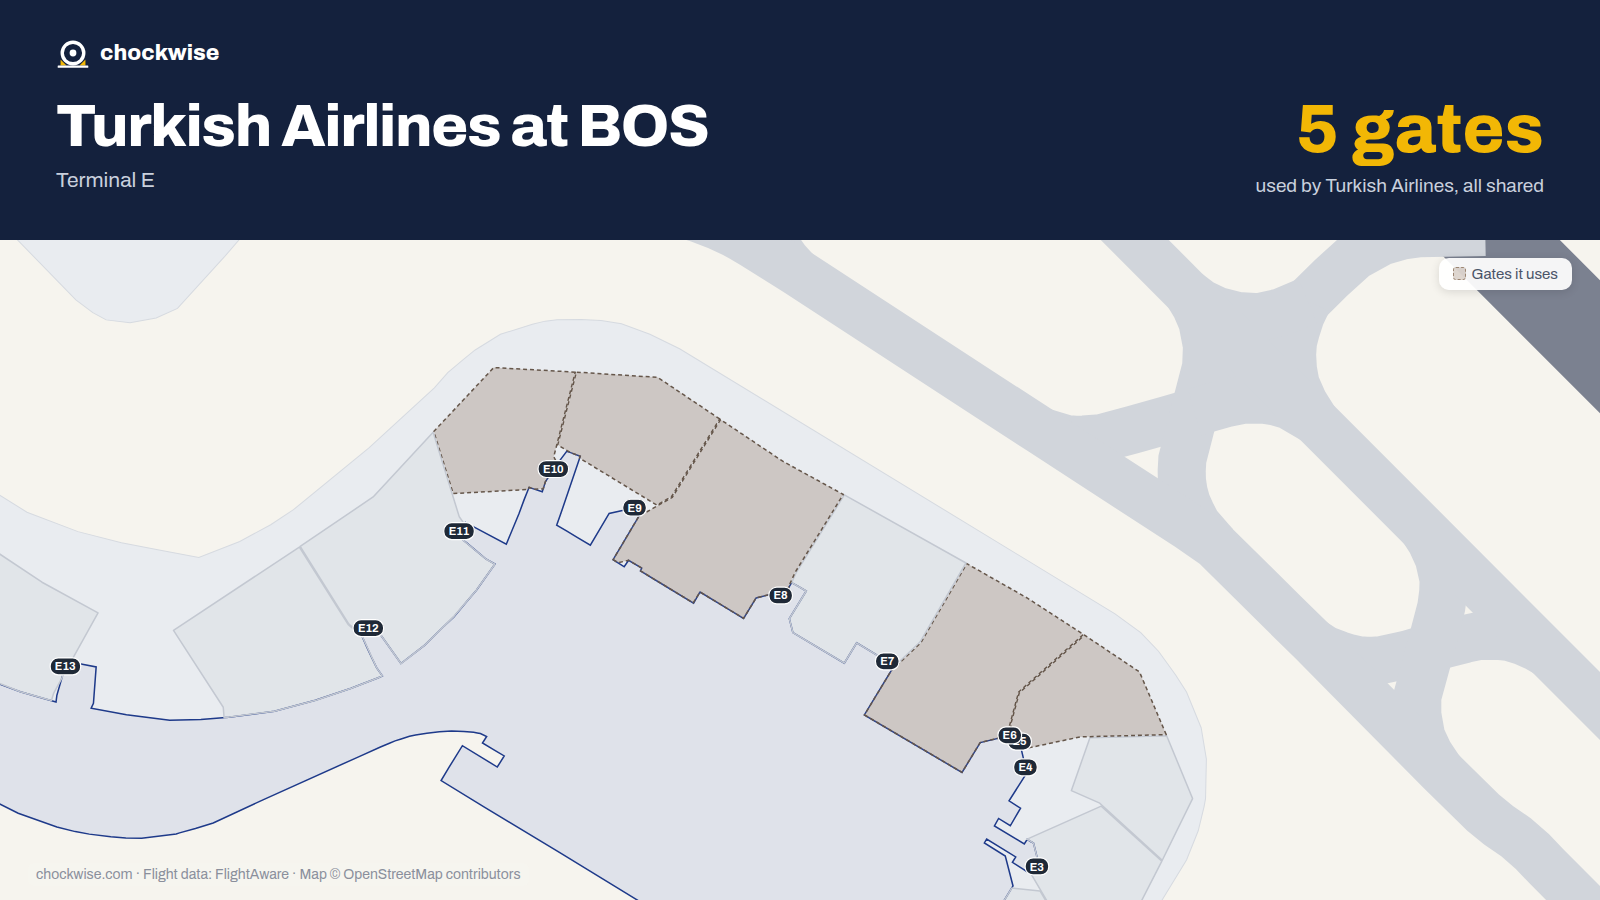 chockwise
Turkish Airlines at BOS
Terminal E
5 gates
used by Turkish Airlines, all shared
Gates it uses
E10
E9
E11
E8
E12
E7
E13
E6
E5
E4
E3
chockwise.com · Flight data: FlightAware · Map © OpenStreetMap contributors